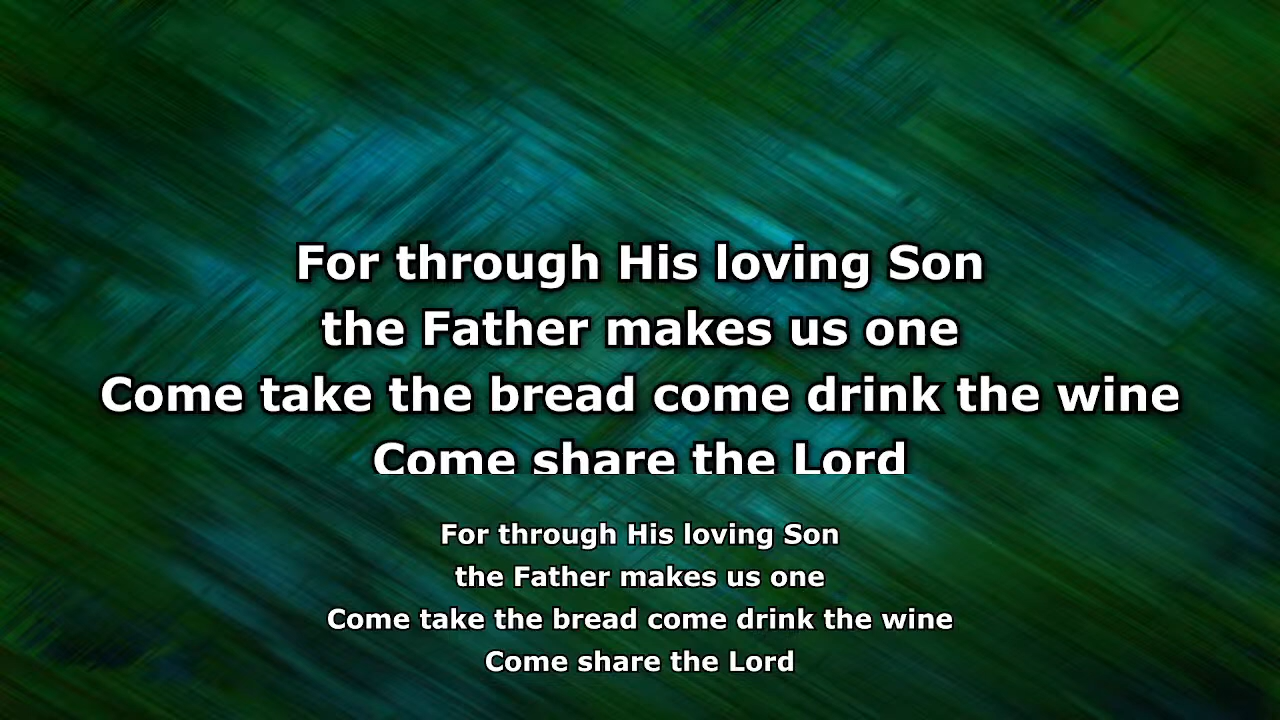 For through His loving Son
the Father makes us one
Come take the bread come drink the wine
Come share the Lord
For through His loving Son
the Father makes us one
Come take the bread come drink the wine
Come share the Lord